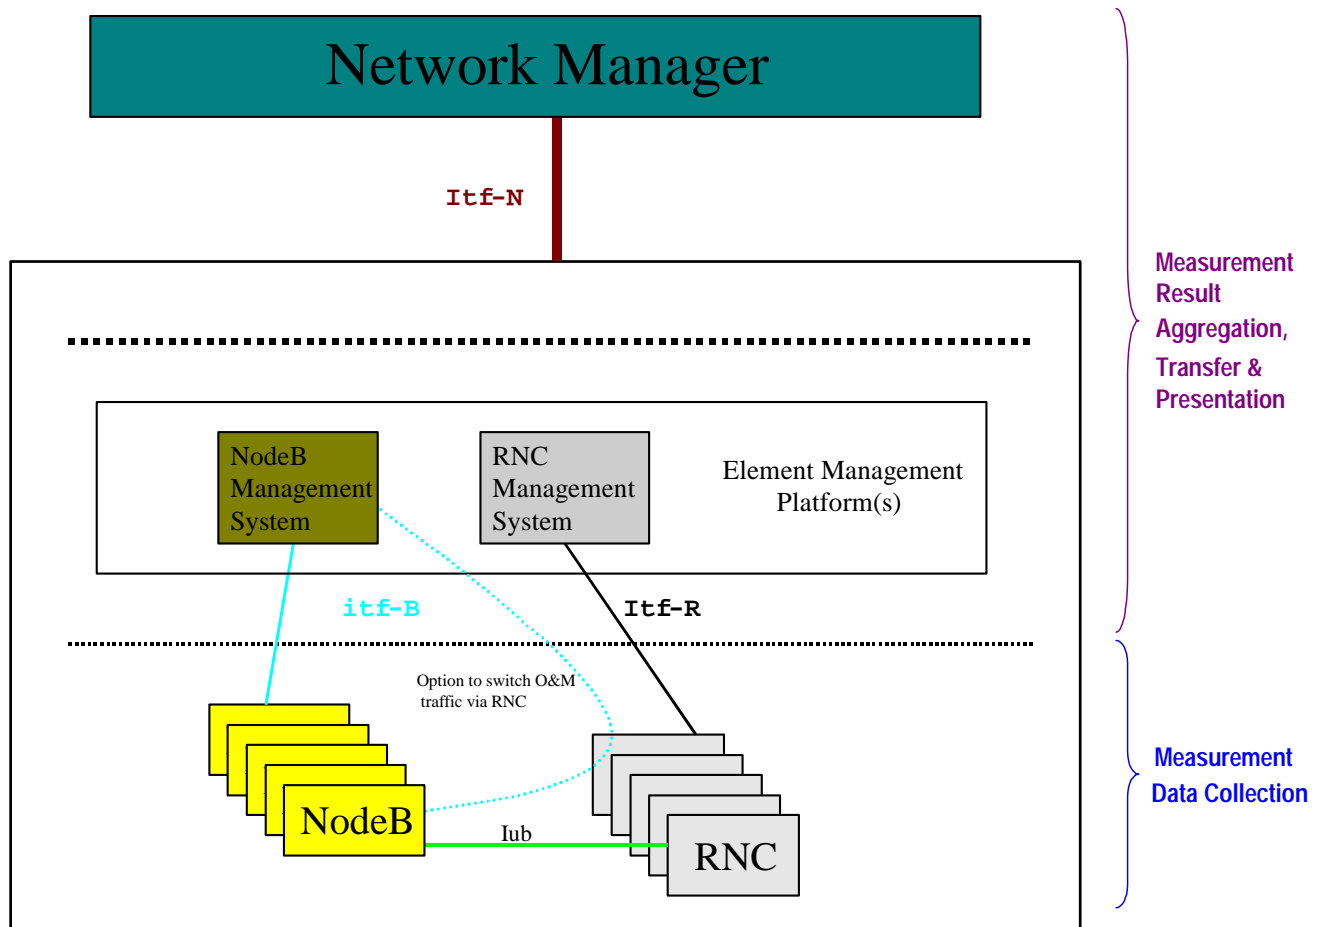 Network Manager
Itf-N
Measurement
Result
Aggregation,
Transfer &
Presentation
NodeB
Management
System
RNC
Management
System
Element Management
Platform(s)
itf-B
Itf-R
Option to switch O&M
traffic via RNC
Measurement
Data Collection
NodeB
Iub
RNC